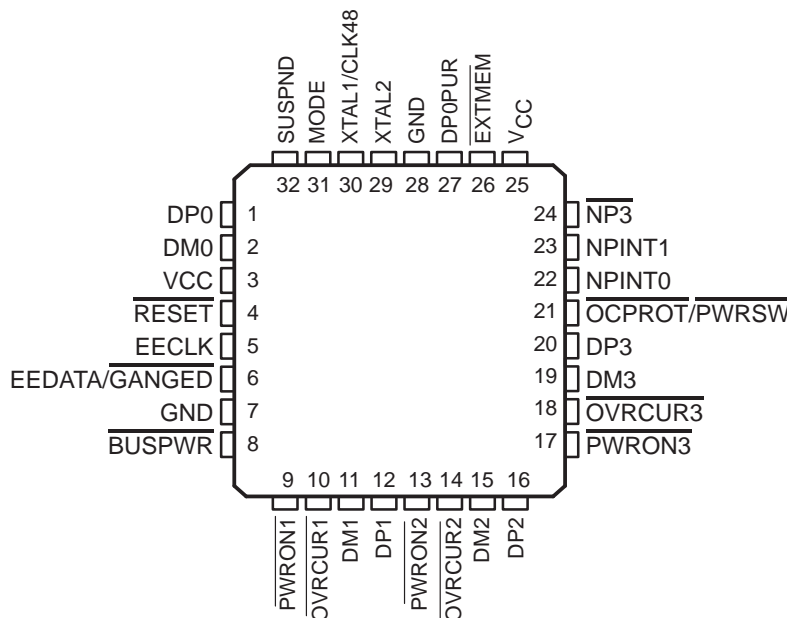 SUSPND
MODE
XTAL1/CLK48
XTAL2
GND
DP0PUR
EXTMEM
VCC
32 31 30 29 28 27 26 25
DP0 1
DM0 2
VCC 3
RESET 4
EECLK 5
EEDATA/GANGED 6
GND 7
BUSPWR 8
24 NP3
23 NPINT1
22 NPINT0
21 OCPROT/PWRSW
20 DP3
19 DM3
18 OVRCUR3
17 PWRON3
9 10 11 12 13 14 15 16
PWRON1
OVRCUR1
DM1
DP1
PWRON2
OVRCUR2
DM2
DP2